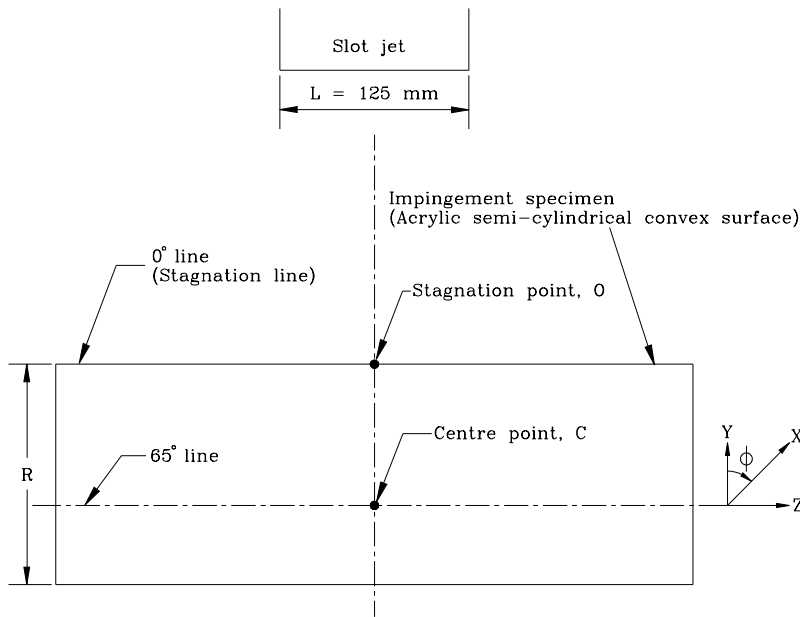 Slot jet
L = 125 mm
Impingement specimen
(Acrylic semi-cylindrical convex surface)
0° line
(Stagnation line)
Stagnation point, O
Centre point, C
65° line
R
Y
ϕ
X
Z